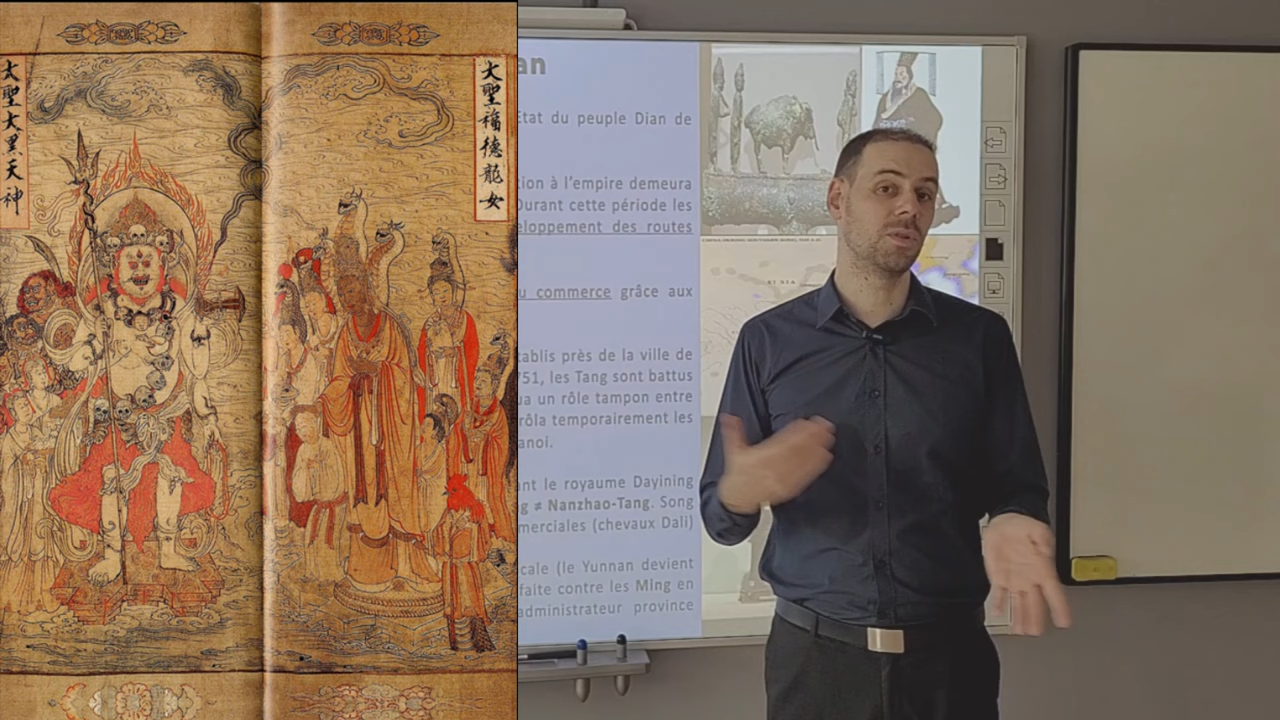 太聖大黑天神
大聖福德龍女
an
Etat du peuple Dian de
tion à l'empire demeura
Durant cette période les
eloppement des routes
u commerce grâce aux
tablis près de la ville de
751, les Tang sont battus
ua un rôle tampon entre
rôla temporairement les
anoi.
ant le royaume Dayining
g ≠ Nanzhao-Tang. Song
merciales (chevaux Dali)
cale (le Yunnan devient
faite contre les Ming en
administrateur province